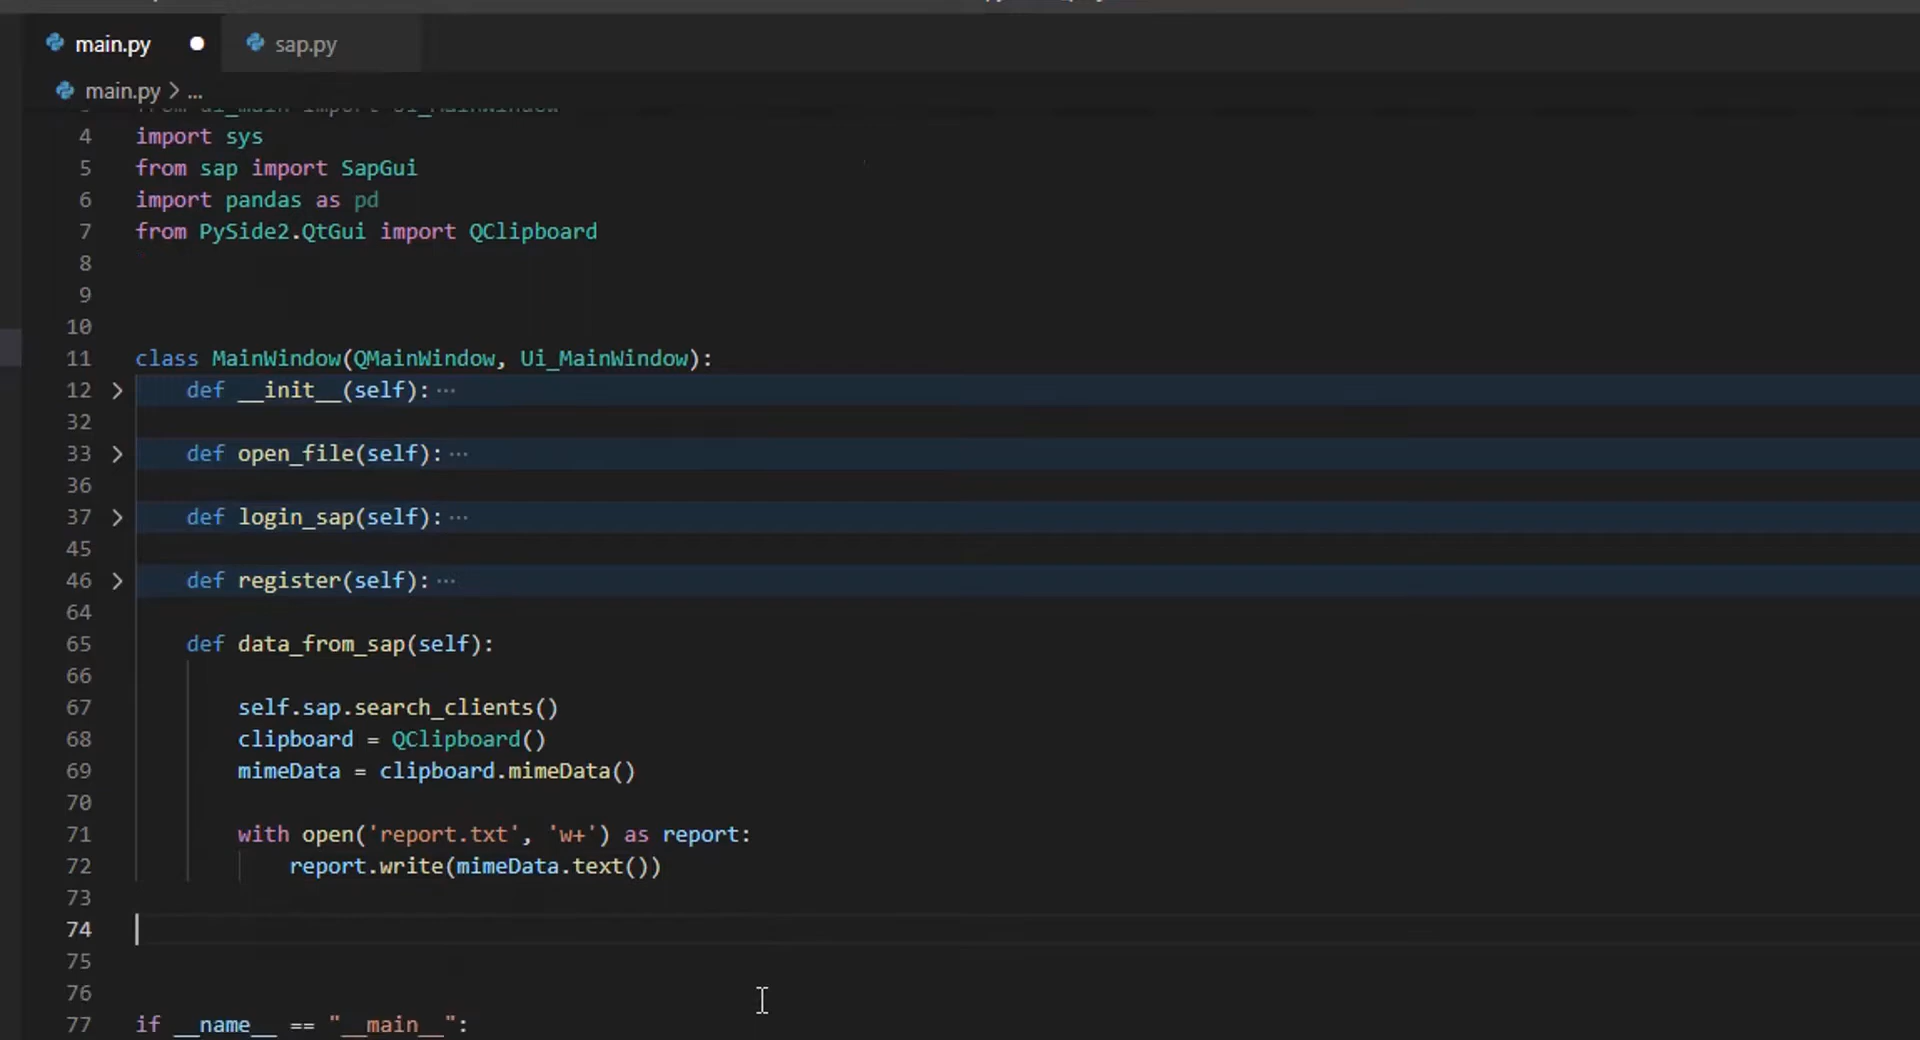 main.py
sap.py
main.py > ...
from ui_main import Ui_MainWindow
4 import sys
5 from sap import SapGui
6 import pandas as pd
7 from PySide2.QtGui import QClipboard
8
9
10
11 class MainWindow(QMainWindow, Ui_MainWindow):
12 def __init__(self): ...
32
33 def open_file(self): ...
36
37 def login_sap(self): ...
45
46 def register(self): ...
64
65 def data_from_sap(self):
66
67 self.sap.search_clients()
68 clipboard = QClipboard()
69 mimeData = clipboard.mimeData()
70
71 with open('report.txt', 'w+') as report:
72 report.write(mimeData.text())
73
74
75
76
77 if __name__ == "__main__":